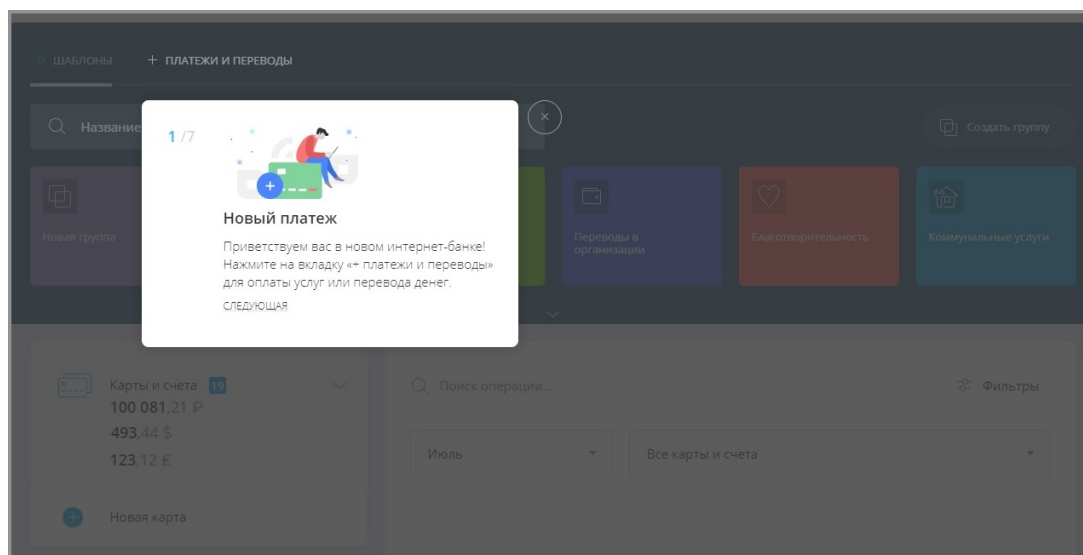 ШАБЛОНЫ
+ ПЛАТЕЖИ И ПЕРЕВОДЫ
Название
Создать группу
1 /7
Новый платеж
Приветствуем вас в новом интернет-банке!
Нажмите на вкладку «+ платежи и переводы»
для оплаты услуг или перевода денег.
СЛЕДУЮЩАЯ
Новая группа
Переводы в
организации
Благотворительность
Коммунальные услуги
Карты и счета 19
100 081,21 ₽
493,44 $
123,12 €
Новая карта
Поиск операции...
Фильтры
Июль
Все карты и счета